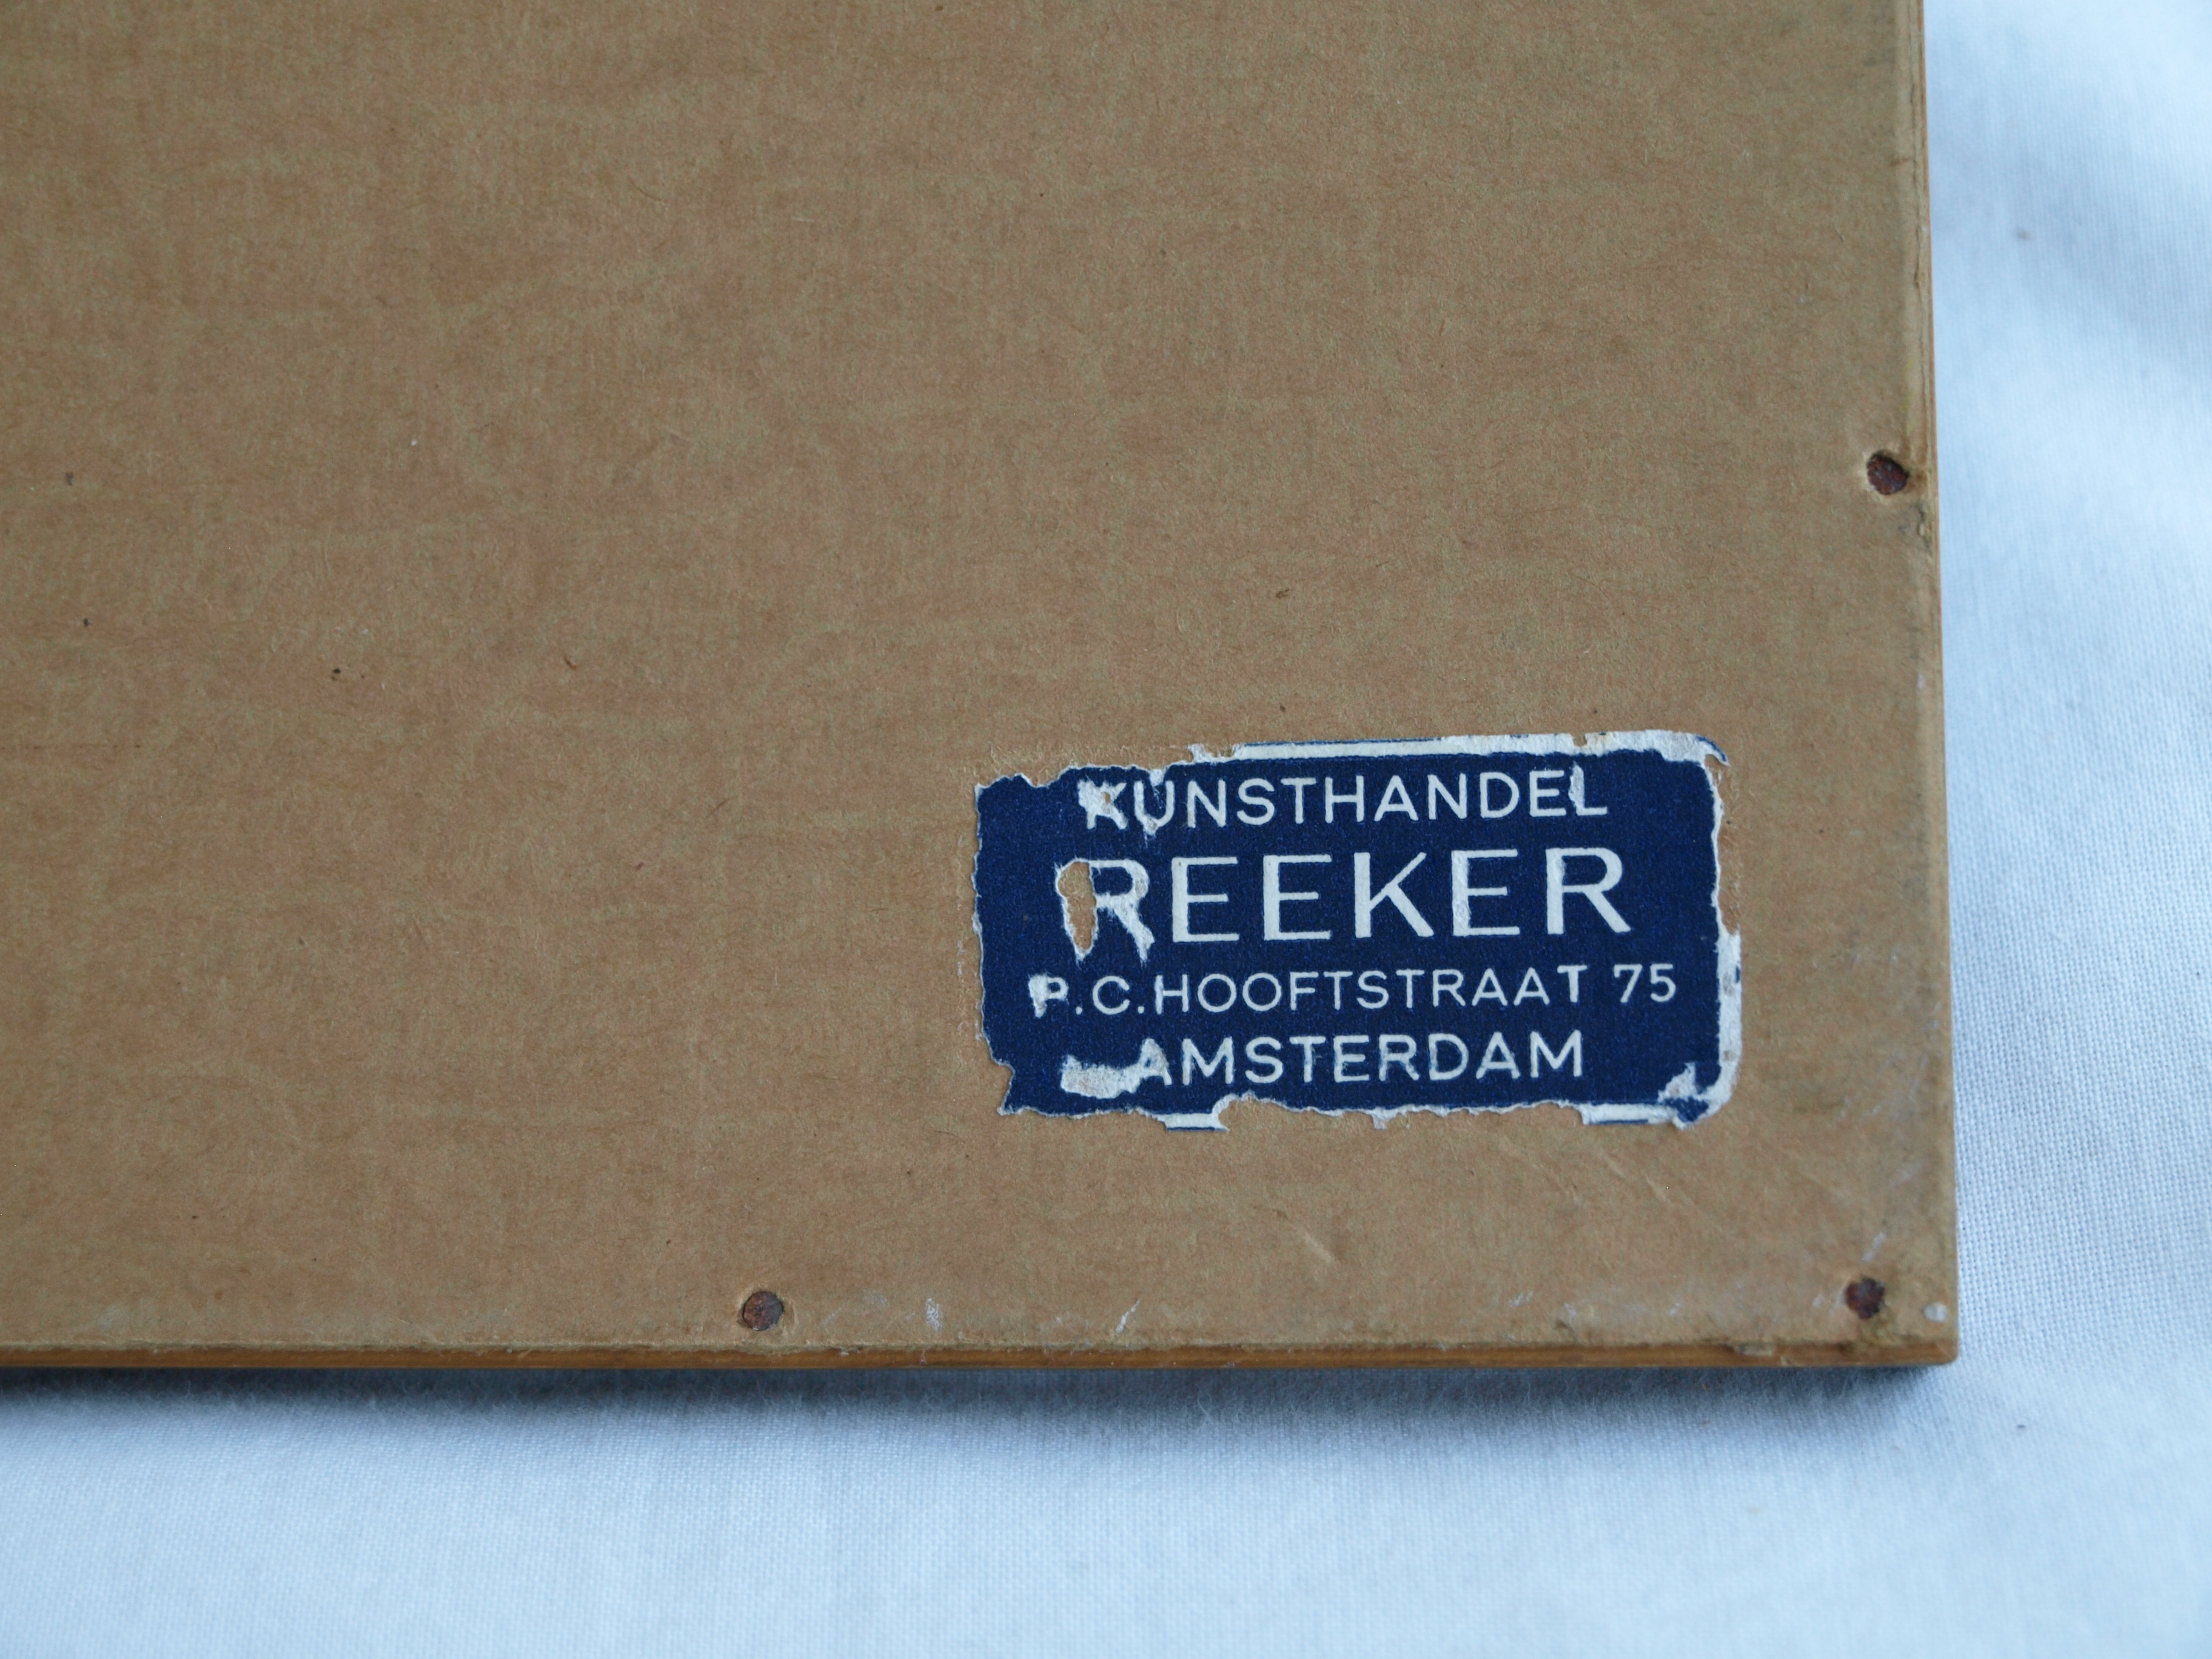 KUNSTHANDEL
REEKER
P.C.HOOFTSTRAAT 75
AMSTERDAM